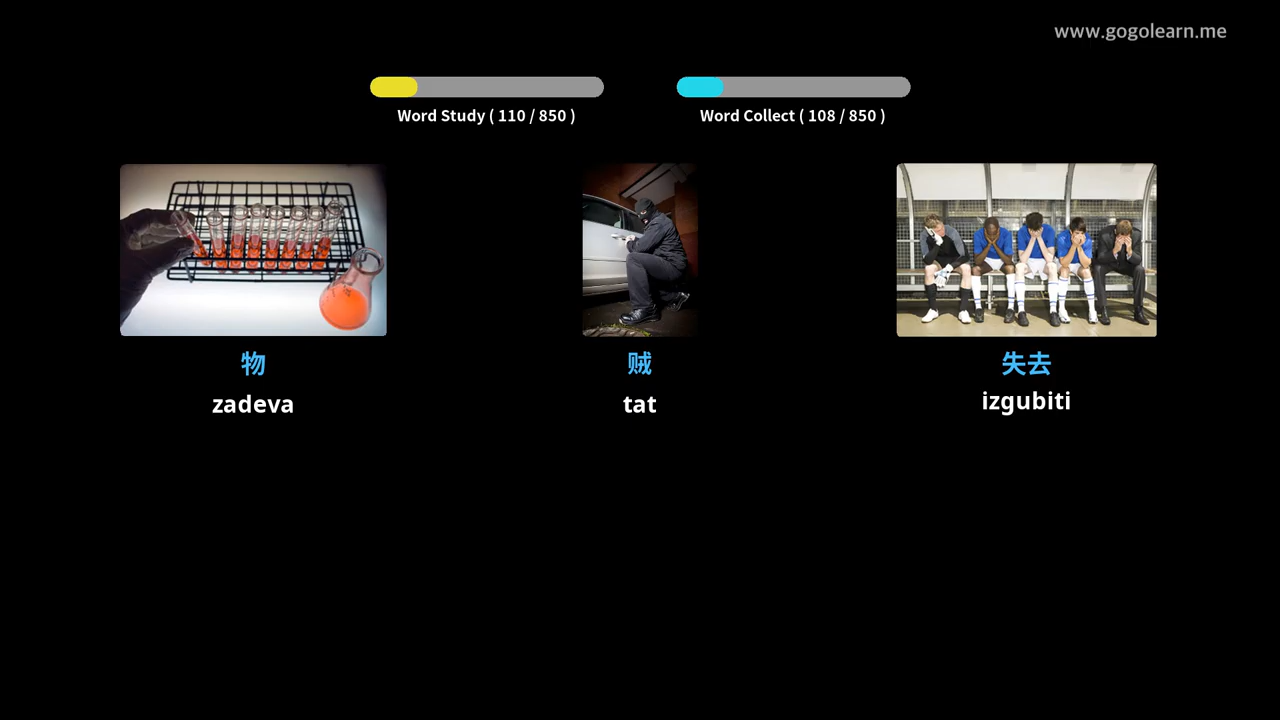 www.gogolearn.me
Word Study ( 110 / 850 )
Word Collect ( 108 / 850 )
物
zadeva
贼
tat
失去
izgubiti